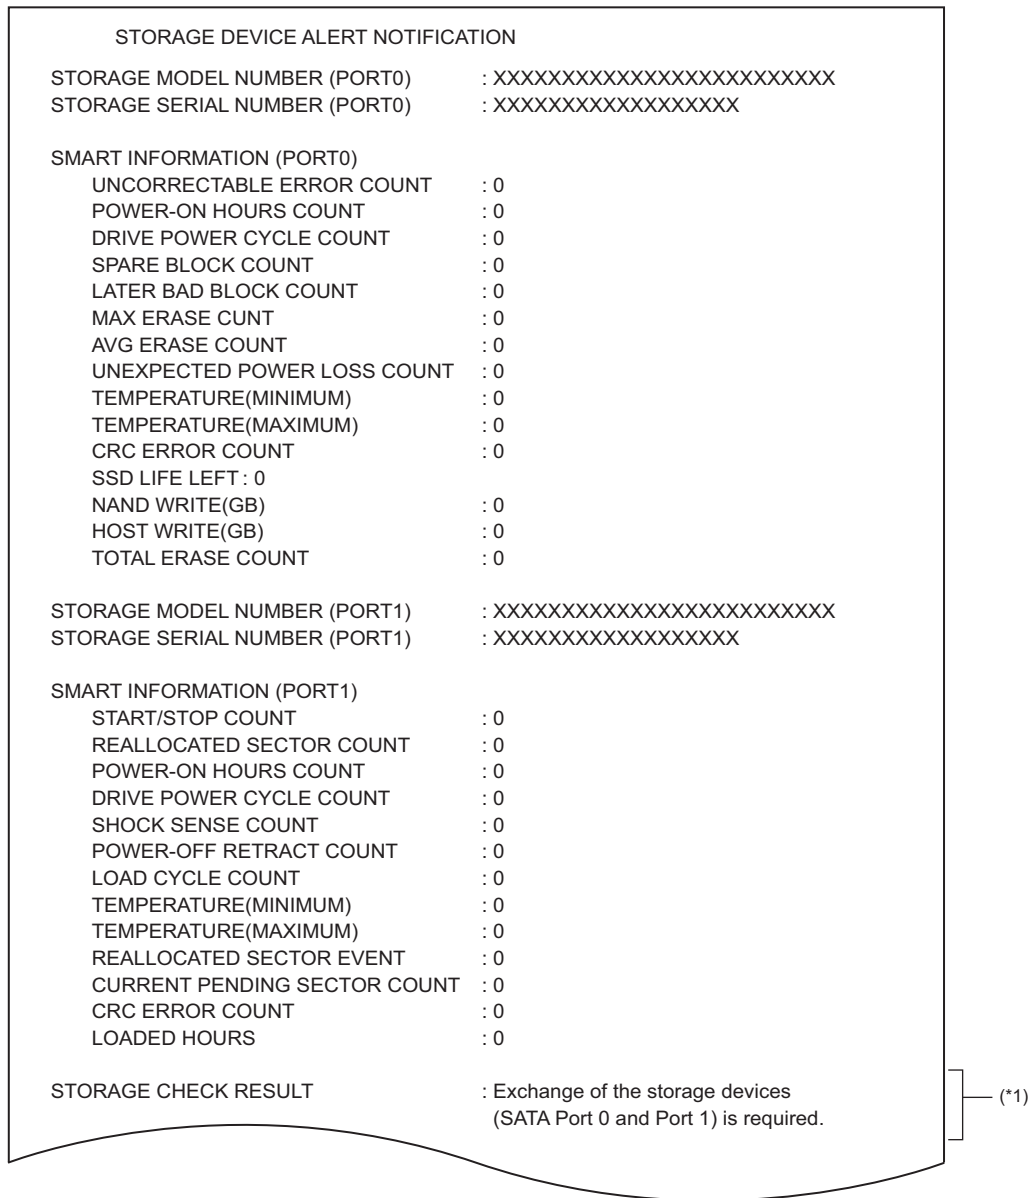 STORAGE DEVICE ALERT NOTIFICATION
STORAGE MODEL NUMBER (PORT0) : XXXXXXXXXXXXXXXXXXXXXXXXX
STORAGE SERIAL NUMBER (PORT0) : XXXXXXXXXXXXXXXXXX
SMART INFORMATION (PORT0)
UNCORRECTABLE ERROR COUNT : 0
POWER-ON HOURS COUNT : 0
DRIVE POWER CYCLE COUNT : 0
SPARE BLOCK COUNT : 0
LATER BAD BLOCK COUNT : 0
MAX ERASE CUNT : 0
AVG ERASE COUNT : 0
UNEXPECTED POWER LOSS COUNT : 0
TEMPERATURE(MINIMUM) : 0
TEMPERATURE(MAXIMUM) : 0
CRC ERROR COUNT : 0
SSD LIFE LEFT : 0
NAND WRITE(GB) : 0
HOST WRITE(GB) : 0
TOTAL ERASE COUNT : 0
STORAGE MODEL NUMBER (PORT1) : XXXXXXXXXXXXXXXXXXXXXXXXX
STORAGE SERIAL NUMBER (PORT1) : XXXXXXXXXXXXXXXXXX
SMART INFORMATION (PORT1)
START/STOP COUNT : 0
REALLOCATED SECTOR COUNT : 0
POWER-ON HOURS COUNT : 0
DRIVE POWER CYCLE COUNT : 0
SHOCK SENSE COUNT : 0
POWER-OFF RETRACT COUNT : 0
LOAD CYCLE COUNT : 0
TEMPERATURE(MINIMUM) : 0
TEMPERATURE(MAXIMUM) : 0
REALLOCATED SECTOR EVENT : 0
CURRENT PENDING SECTOR COUNT : 0
CRC ERROR COUNT : 0
LOADED HOURS : 0
STORAGE CHECK RESULT : Exchange of the storage devices
(SATA Port 0 and Port 1) is required.
(*1)